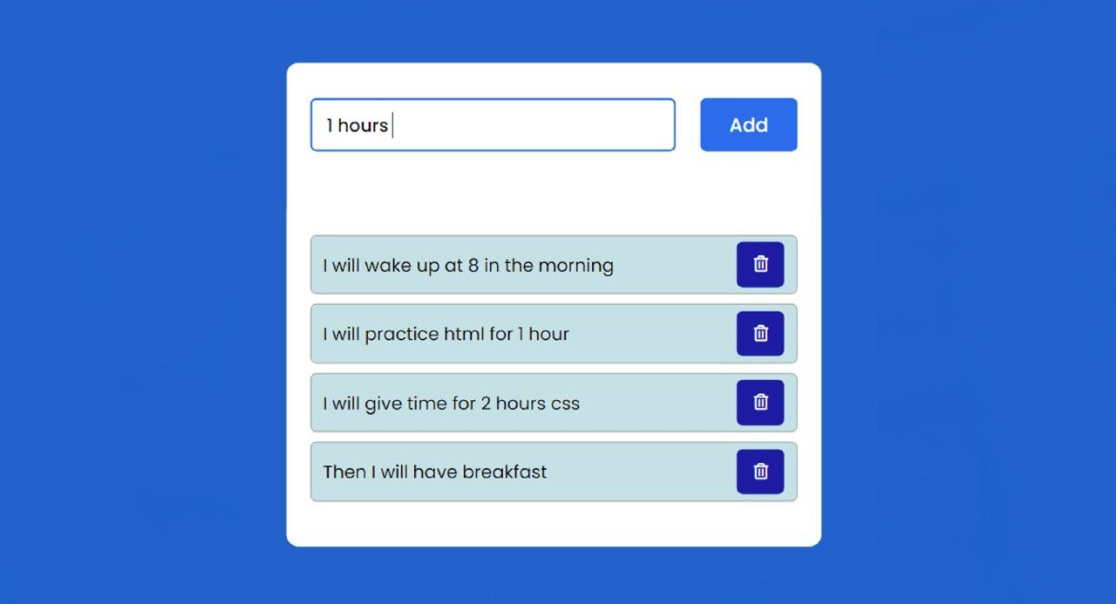 1 hours
Add
I will wake up at 8 in the morning
I will practice html for 1 hour
I will give time for 2 hours css
Then I will have breakfast